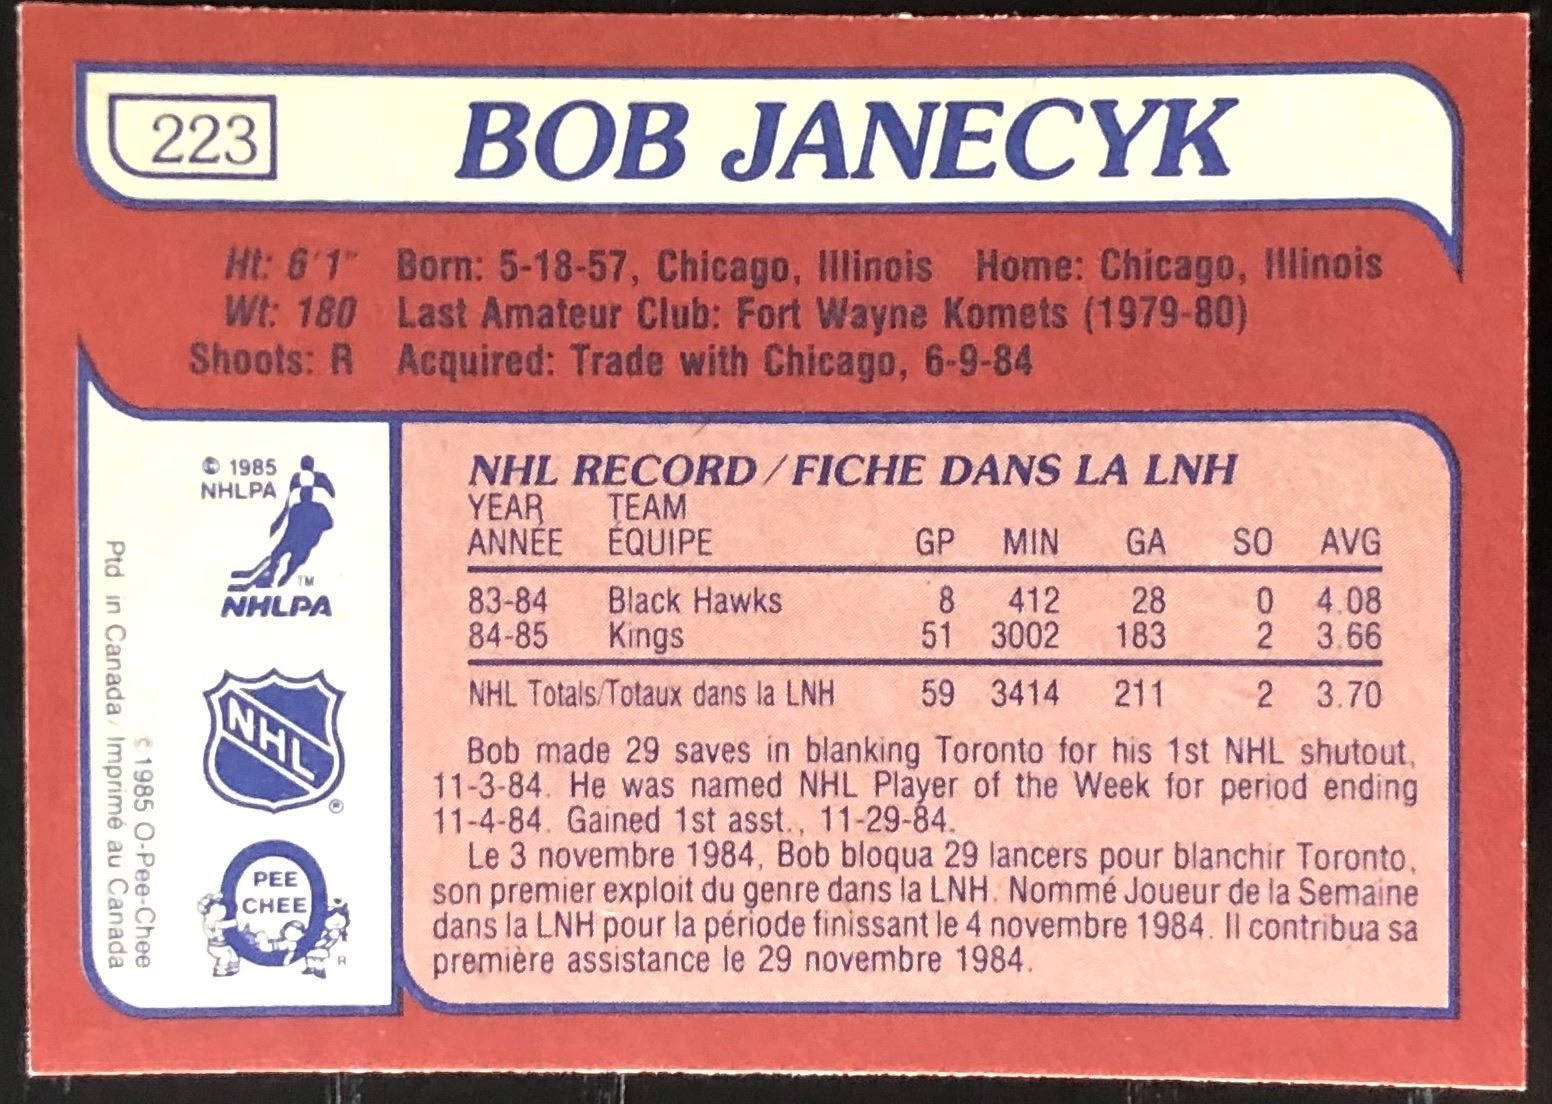 223
BOB JANECYK
Ht: 6'1" Born: 5-18-57, Chicago, Illinois Home: Chicago, Illinois
Wt: 180 Last Amateur Club: Fort Wayne Komets (1979-80)
Shoots: R Acquired: Trade with Chicago, 6-9-84
© 1985
NHLPA
TM
NHLPA
NHL
®
PEE
CHEE
R
© 1985 O-Pee-Chee
Ptd in Canada/Imprimé au Canada
NHL RECORD/FICHE DANS LA LNH
YEAR TEAM
ANNÉE ÉQUIPE GP MIN GA SO AVG
83-84 Black Hawks 8 412 28 0 4.08
84-85 Kings 51 3002 183 2 3.66
NHL Totals/Totaux dans la LNH 59 3414 211 2 3.70
Bob made 29 saves in blanking Toronto for his 1st NHL shutout,
11-3-84. He was named NHL Player of the Week for period ending
11-4-84. Gained 1st asst., 11-29-84.
Le 3 novembre 1984, Bob bloqua 29 lancers pour blanchir Toronto,
son premier exploit du genre dans la LNH. Nommé Joueur de la Semaine
dans la LNH pour la période finissant le 4 novembre 1984. Il contribua sa
première assistance le 29 novembre 1984.